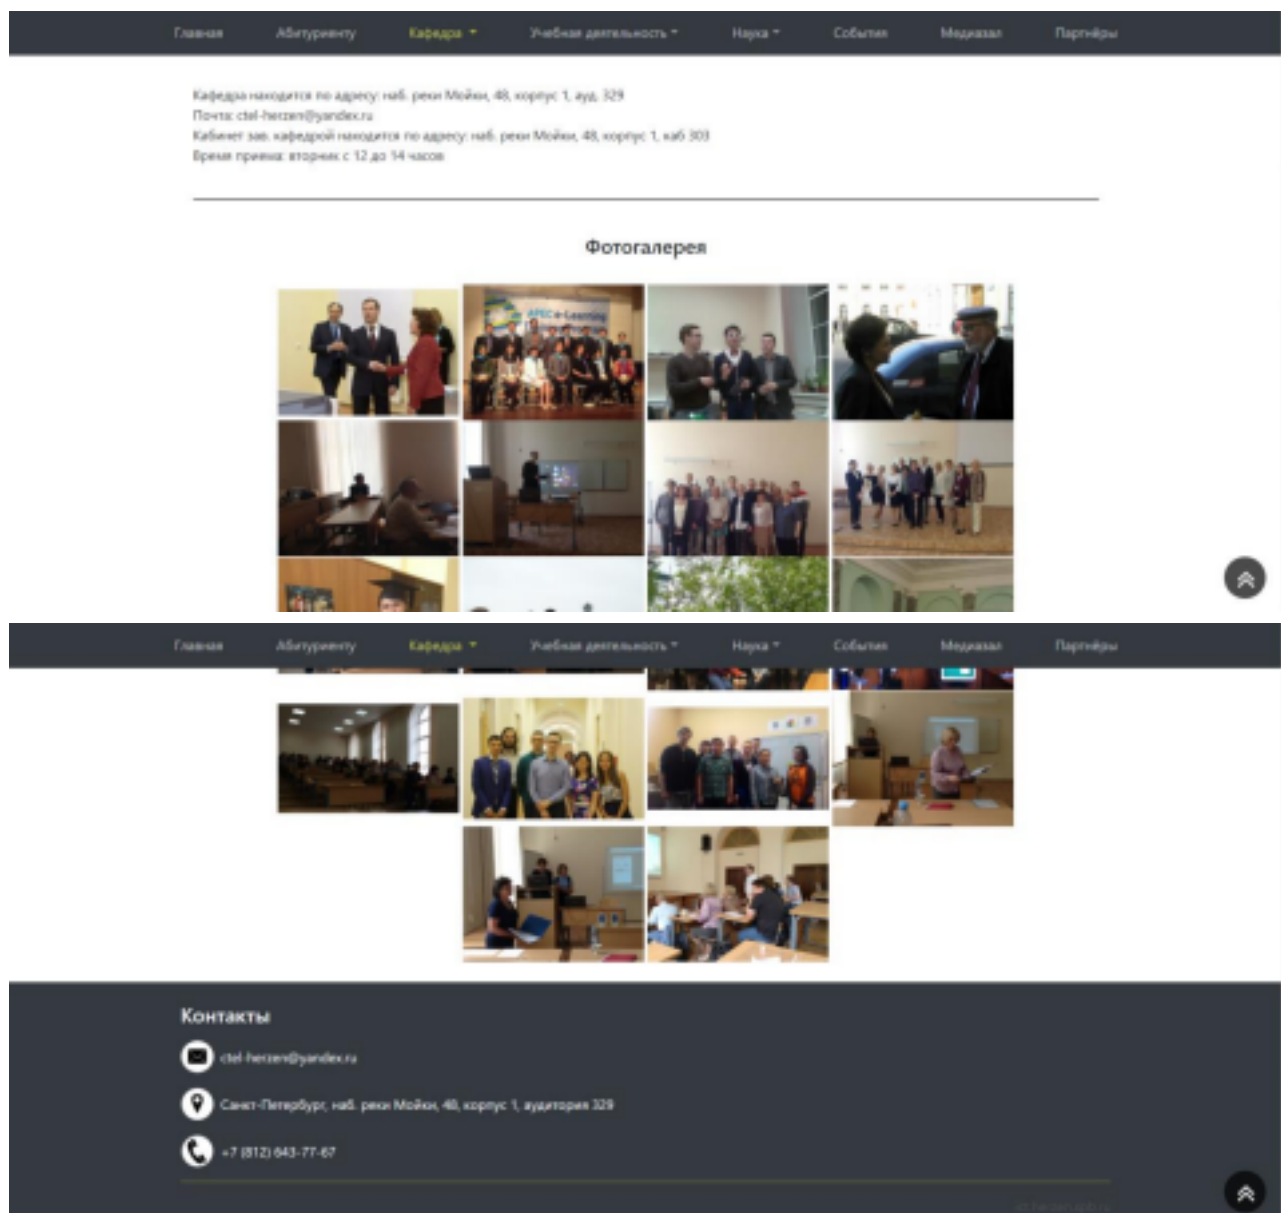 Главная Абитуриенту Кафедра Учебная деятельность Наука События Медиазал Партнёры
Кафедра находится по адресу: наб. реки Мойки, 48, корпус 1, ауд. 329
Почта: ctel-herzen@yandex.ru
Кабинет зав. кафедрой находится по адресу: наб. реки Мойки, 48, корпус 1, каб 303
Время приема: вторник с 12 до 14 часов
Фотогалерея
APEC e-Learning
Главная Абитуриенту Кафедра Учебная деятельность Наука События Медиазал Партнёры
Контакты
ctel-herzen@yandex.ru
Санкт-Петербург, наб. реки Мойки, 48, корпус 1, аудитория 329
+7 (812) 643-77-67